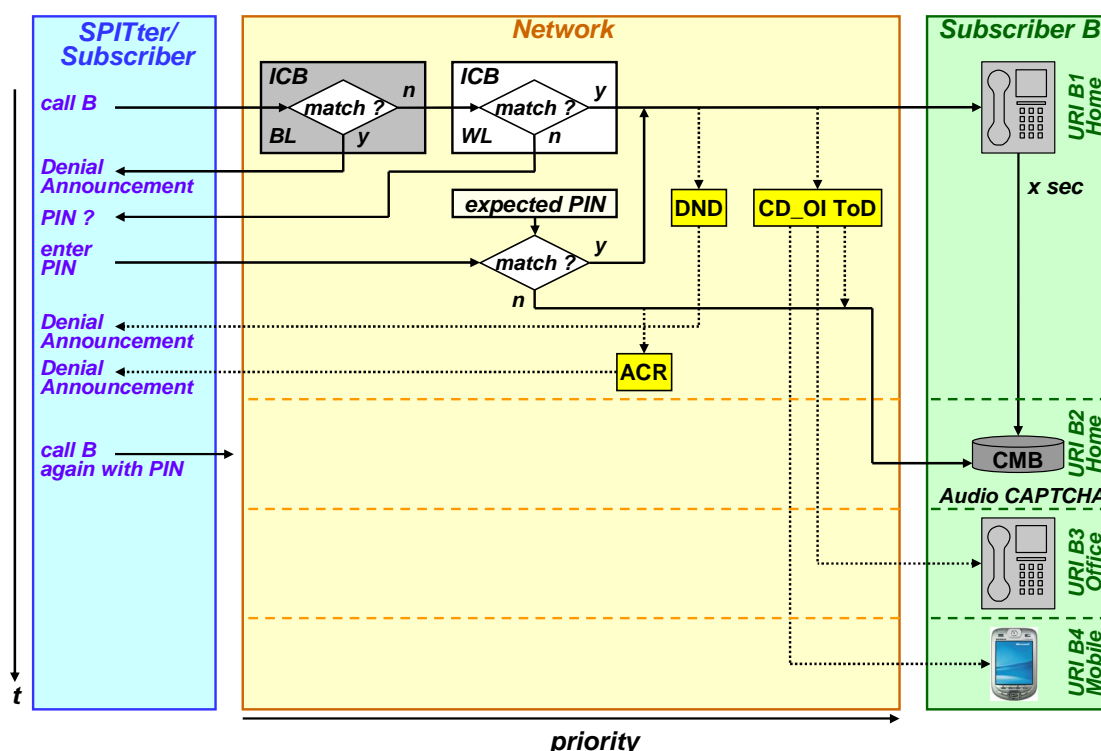 SPITter/
Subscriber
Network
Subscriber B
ICB
match ?
n
y
BL
ICB
match ?
y
n
WL
call B
URI B1
Home
Denial
Announcement
x sec
PIN ?
expected PIN
DND
CD_OI ToD
enter
PIN
match ?
y
n
Denial
Announcement
Denial
Announcement
ACR
call B
again with PIN
CMB
URI B2
Home
Audio CAPTCHA
URI B3
Office
URI B4
Mobile
t
priority